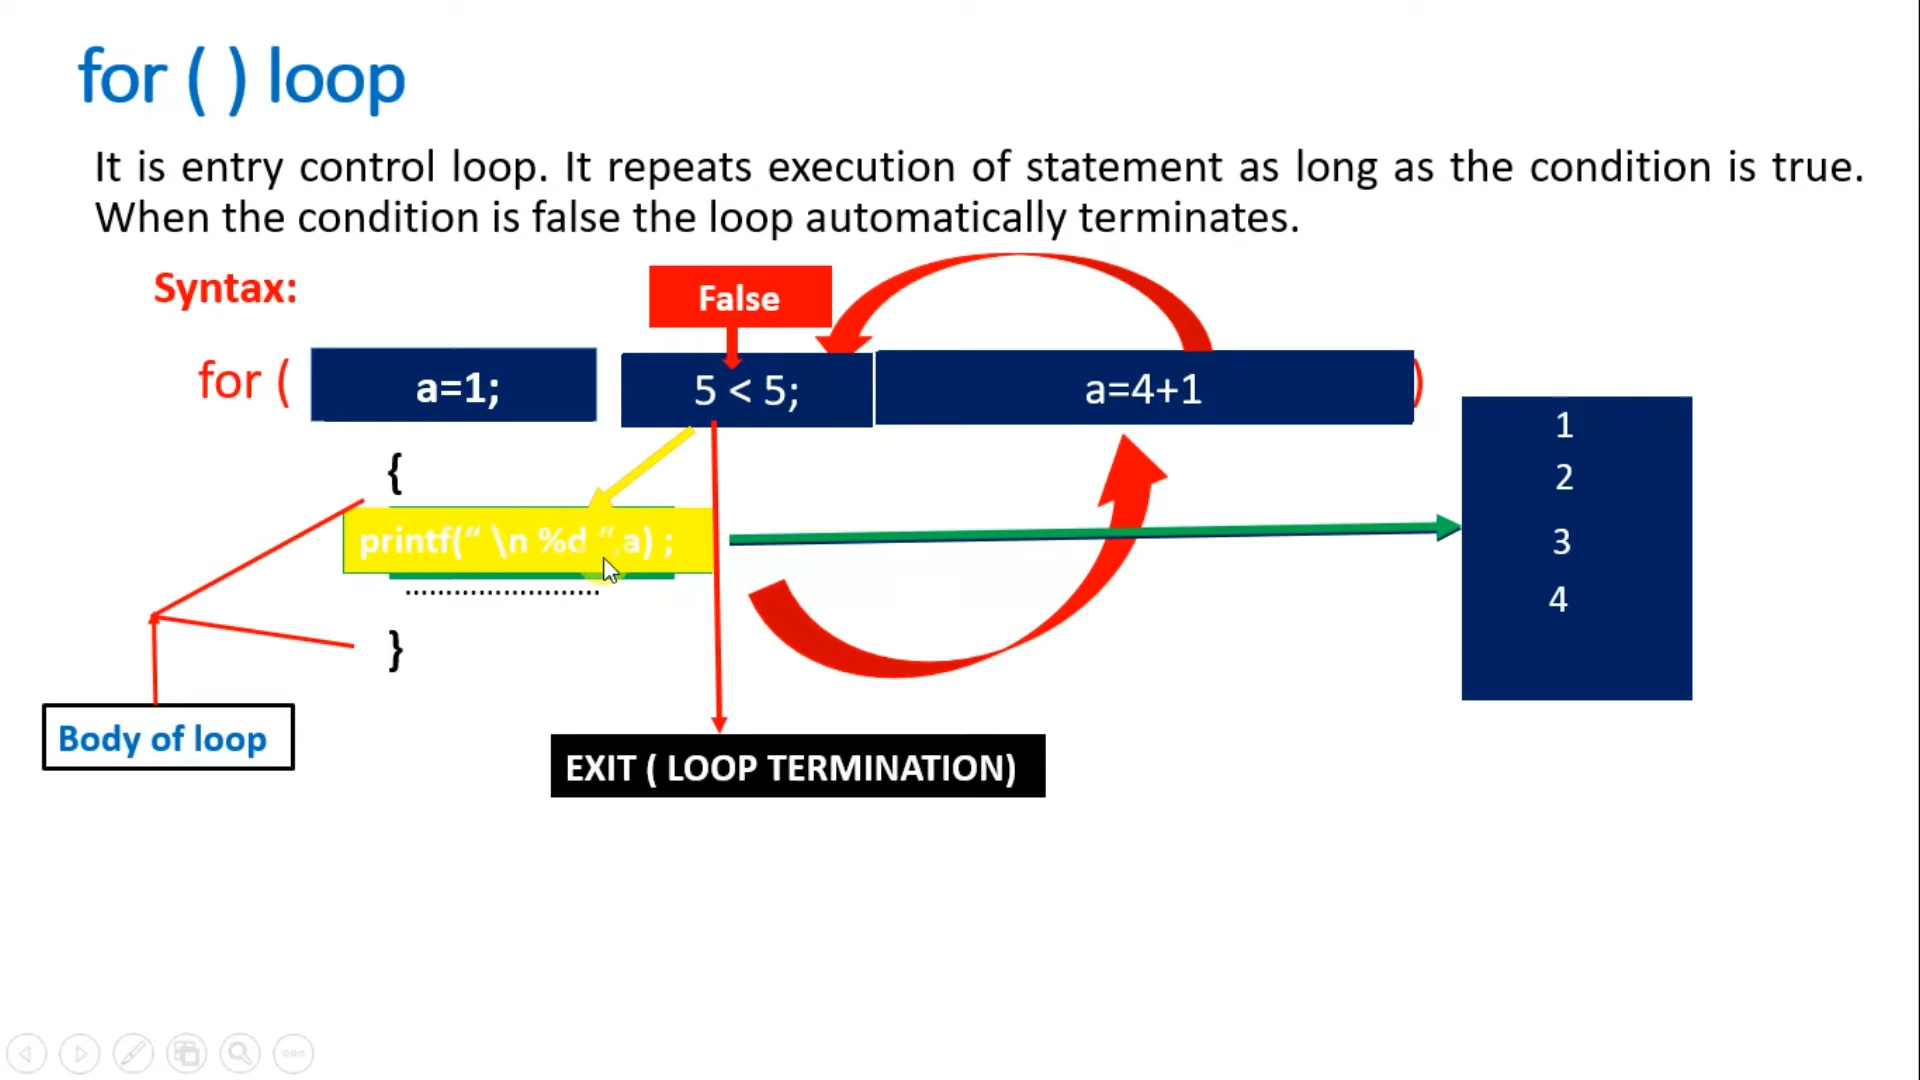 for ( ) loop
It is entry control loop. It repeats execution of statement as long as the condition is true.
When the condition is false the loop automatically terminates.
Syntax:
False
for ( a=1; 5 < 5; a=4+1 )
{
printf(“ \n %d “,a) ;
.......................
}
1
2
3
4
Body of loop
EXIT ( LOOP TERMINATION)